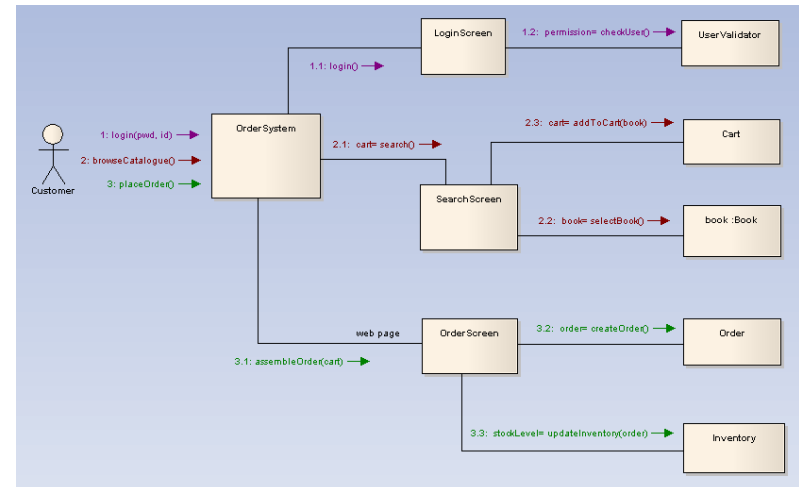 LoginScreen
1.2: permission= checkUser()
UserValidator
1.1: login()
OrderSystem
1: login(pwd, id)
2: browseCatalogue()
3: placeOrder()
Customer
2.1: cart= search()
2.3: cart= addToCart(book)
Cart
SearchScreen
2.2: book= selectBook()
book :Book
web page
OrderScreen
3.2: order= createOrder()
Order
3.1: assembleOrder(cart)
3.3: stockLevel= updateInventory(order)
Inventory